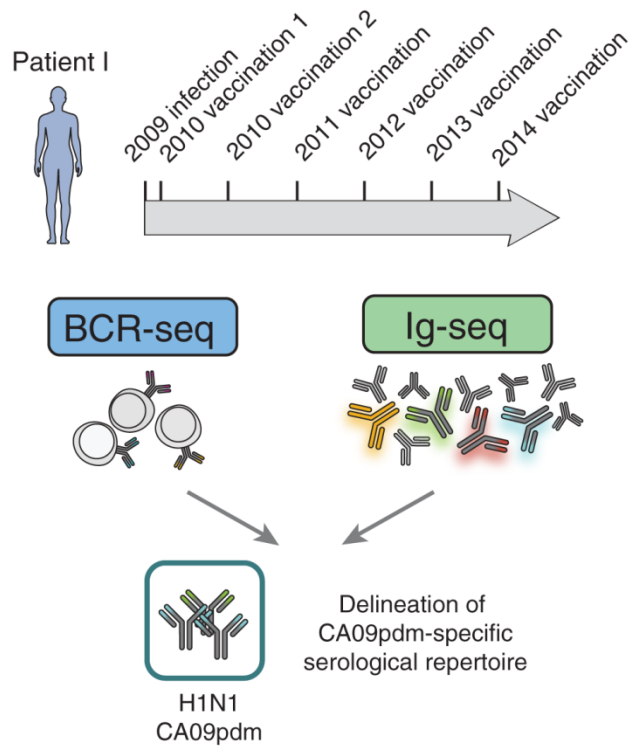 Patient I
2009 infection
2010 vaccination 1
2010 vaccination 2
2011 vaccination
2012 vaccination
2013 vaccination
2014 vaccination
BCR-seq
Ig-seq
Delineation of
CA09pdm-specific
serological repertoire
H1N1
CA09pdm